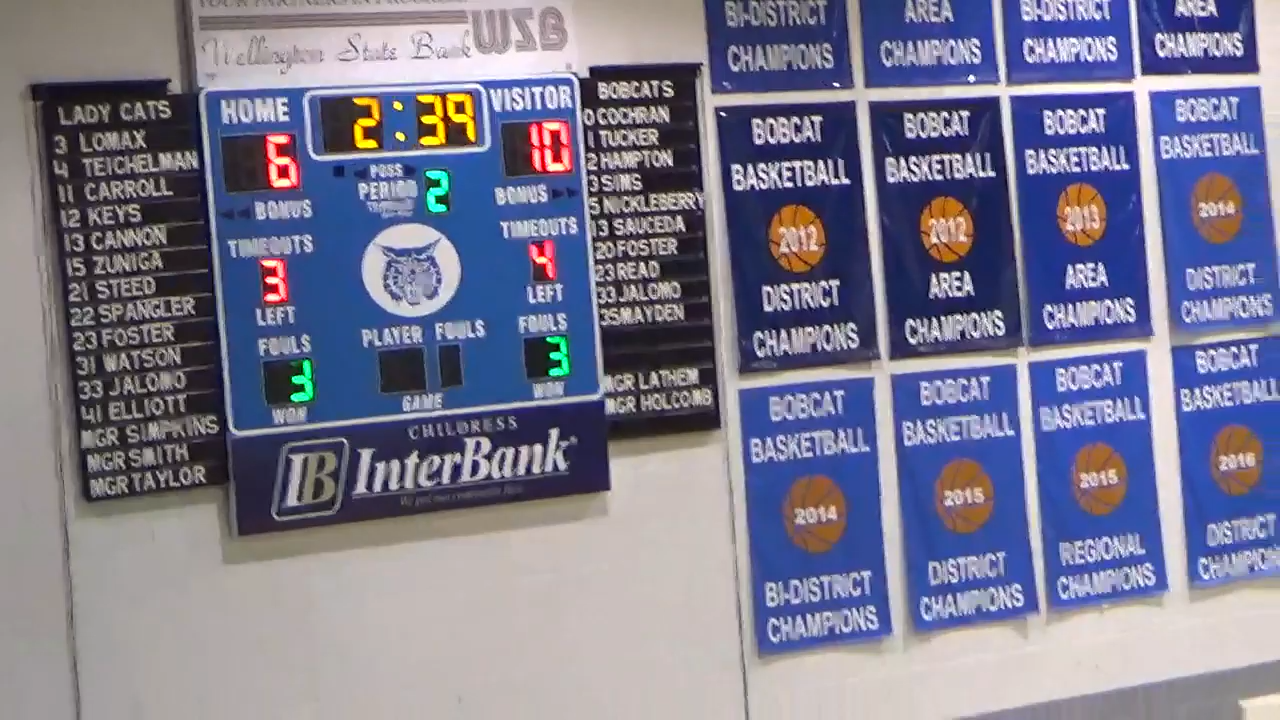 YOUR PARTNER IN PROGRESS
Wellington State Bank WSB
LADY CATS
3 LOMAX
4 TEICHELMAN
11 CARROLL
12 KEYS
13 CANNON
15 ZUNIGA
21 STEED
22 SPANGLER
23 FOSTER
31 WATSON
33 JALOMO
41 ELLIOTT
MGR SIMPKINS
MGR SMITH
MGR TAYLOR
HOME
2:39
VISITOR
6
10
POSS
PERIOD
2
BONUS
BONUS
TIMEOUTS
TIMEOUTS
3
4
LEFT
LEFT
FOULS
PLAYER FOULS
FOULS
3
3
WON
GAME
WON
CHILDRESS
IB InterBank
BOBCATS
0 COCHRAN
1 TUCKER
2 HAMPTON
3 SIMS
5 NICKLEBERRY
13 SAUCEDA
20 FOSTER
23 READ
33 JALOMO
35 MAYDEN
MGR LATHEM
MGR HOLCOMB
BI-DISTRICT
CHAMPIONS
AREA
CHAMPIONS
BI-DISTRICT
CHAMPIONS
AREA
CHAMPIONS
BOBCAT
BASKETBALL
2012
DISTRICT
CHAMPIONS
BOBCAT
BASKETBALL
2012
AREA
CHAMPIONS
BOBCAT
BASKETBALL
2013
AREA
CHAMPIONS
BOBCAT
BASKETBALL
2014
DISTRICT
CHAMPIONS
BOBCAT
BASKETBALL
2014
BI-DISTRICT
CHAMPIONS
BOBCAT
BASKETBALL
2015
DISTRICT
CHAMPIONS
BOBCAT
BASKETBALL
2015
REGIONAL
CHAMPIONS
BOBCAT
BASKETBALL
2016
DISTRICT
CHAMPION